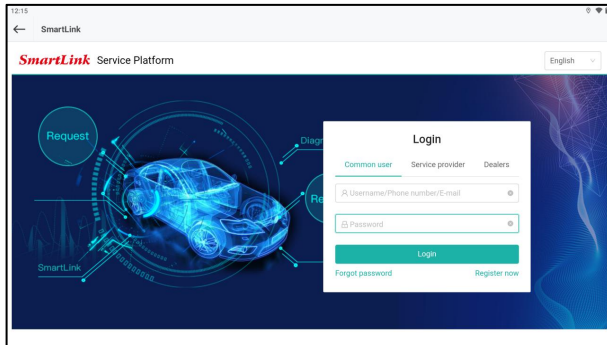 12:15
SmartLink
SmartLink Service Platform
English
Request
Diagr
Login
Common user Service provider Dealers
Username/Phone number/E-mail
Re
Password
Login
SmartLink
Forgot password Register now